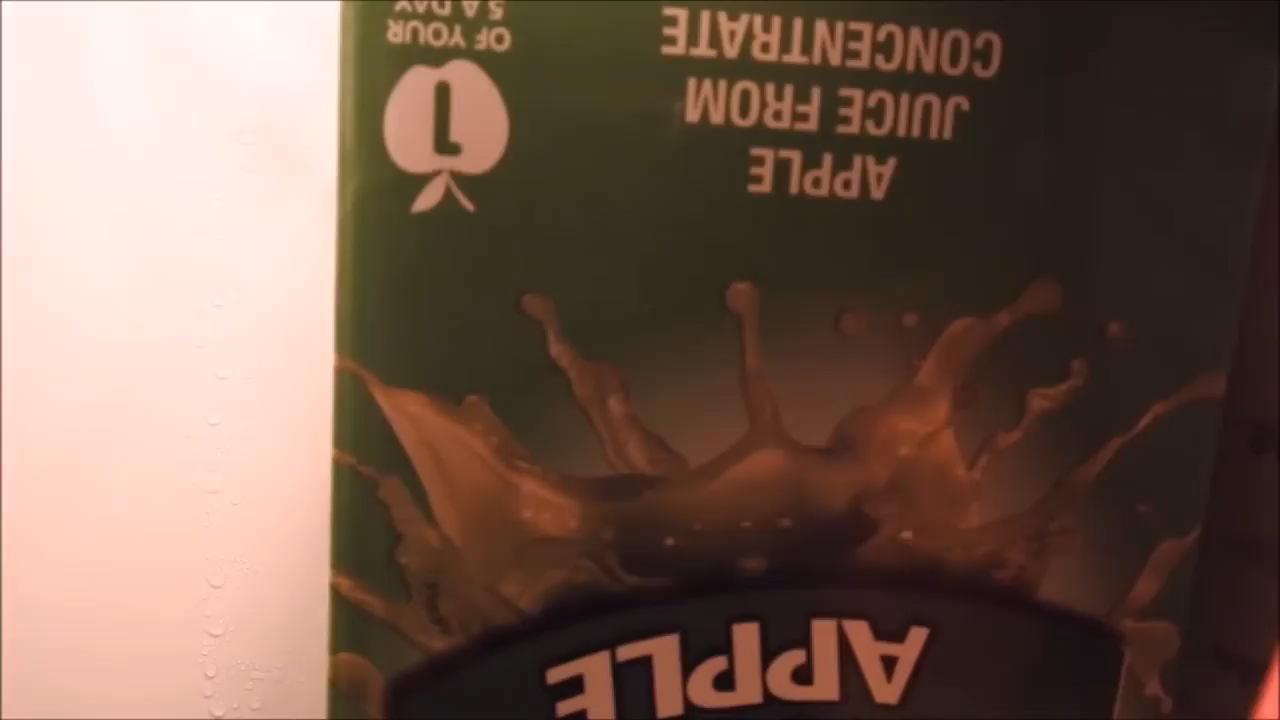 APPLE
APPLE
JUICE FROM
CONCENTRATE
1
OF YOUR
5 A DAY